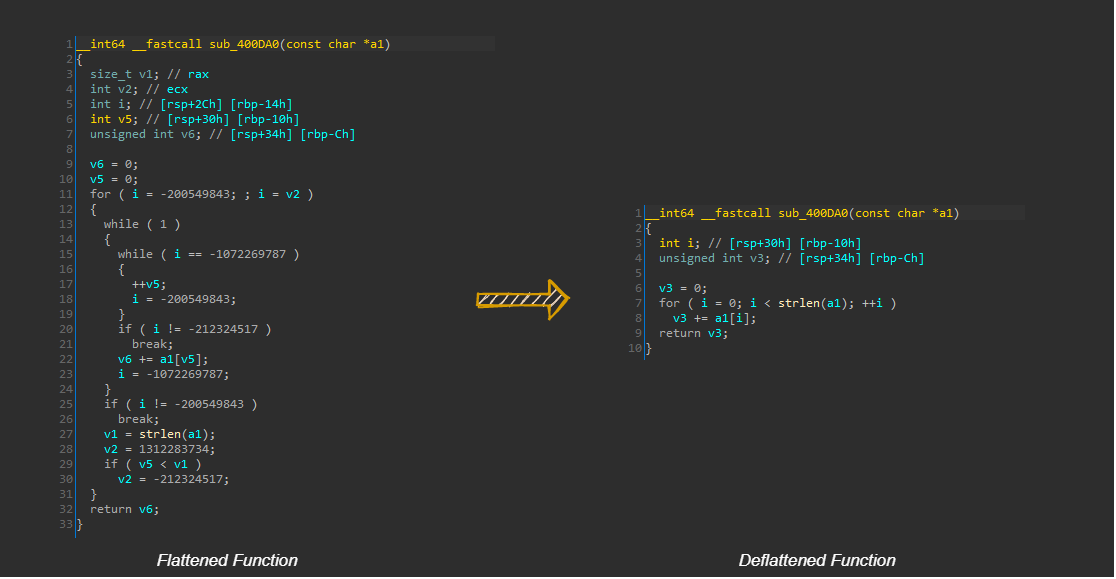 1 __int64 __fastcall sub_400DA0(const char *a1)
2 {
3 size_t v1; // rax
4 int v2; // ecx
5 int i; // [rsp+2Ch] [rbp-14h]
6 int v5; // [rsp+30h] [rbp-10h]
7 unsigned int v6; // [rsp+34h] [rbp-Ch]
8
9 v6 = 0;
10 v5 = 0;
11 for ( i = -200549843; ; i = v2 )
12 {
13 while ( 1 )
14 {
15 while ( i == -1072269787 )
16 {
17 ++v5;
18 i = -200549843;
19 }
20 if ( i != -212324517 )
21 break;
22 v6 += a1[v5];
23 i = -1072269787;
24 }
25 if ( i != -200549843 )
26 break;
27 v1 = strlen(a1);
28 v2 = 1312283734;
29 if ( v5 < v1 )
30 v2 = -212324517;
31 }
32 return v6;
33 }
Flattened Function
1 __int64 __fastcall sub_400DA0(const char *a1)
2 {
3 int i; // [rsp+30h] [rbp-10h]
4 unsigned int v3; // [rsp+34h] [rbp-Ch]
5
6 v3 = 0;
7 for ( i = 0; i < strlen(a1); ++i )
8 v3 += a1[i];
9 return v3;
10 }
Deflattened Function